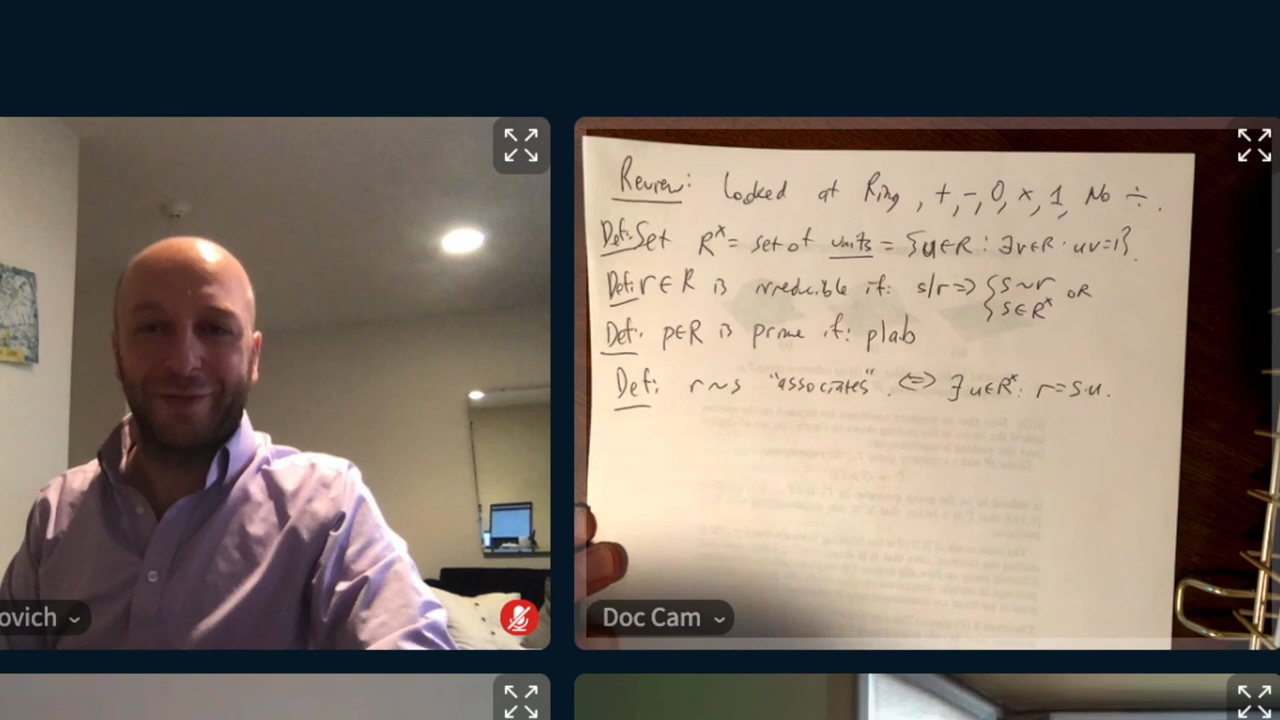 Review: Looked at Ring, +, -, 0, ×, 1, No ÷.
Def: Set R^× = set of units = {u∈R : ∃v∈R · uv=1}.
Def: r∈R is irreducible if: s|r => { s~r OR
{ s∈R^×
Def: p∈R is prime if: p|ab
Def: r~s "associates". <=> ∃u∈R^×: r=s·u.
ovich
Doc Cam